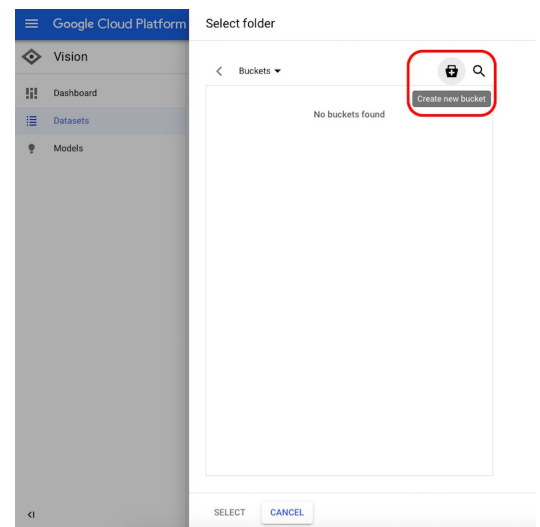 Google Cloud Platform
Select folder
Vision
Dashboard
Datasets
Models
Buckets
Create new bucket
No buckets found
SELECT
CANCEL